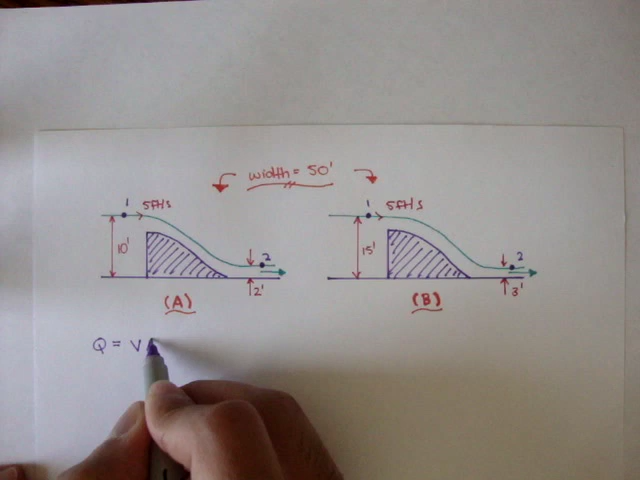 width = 50'
1 5ft/s
1 5ft/s
10'
15'
2
2
2'
3'
(A)
(B)
Q = V